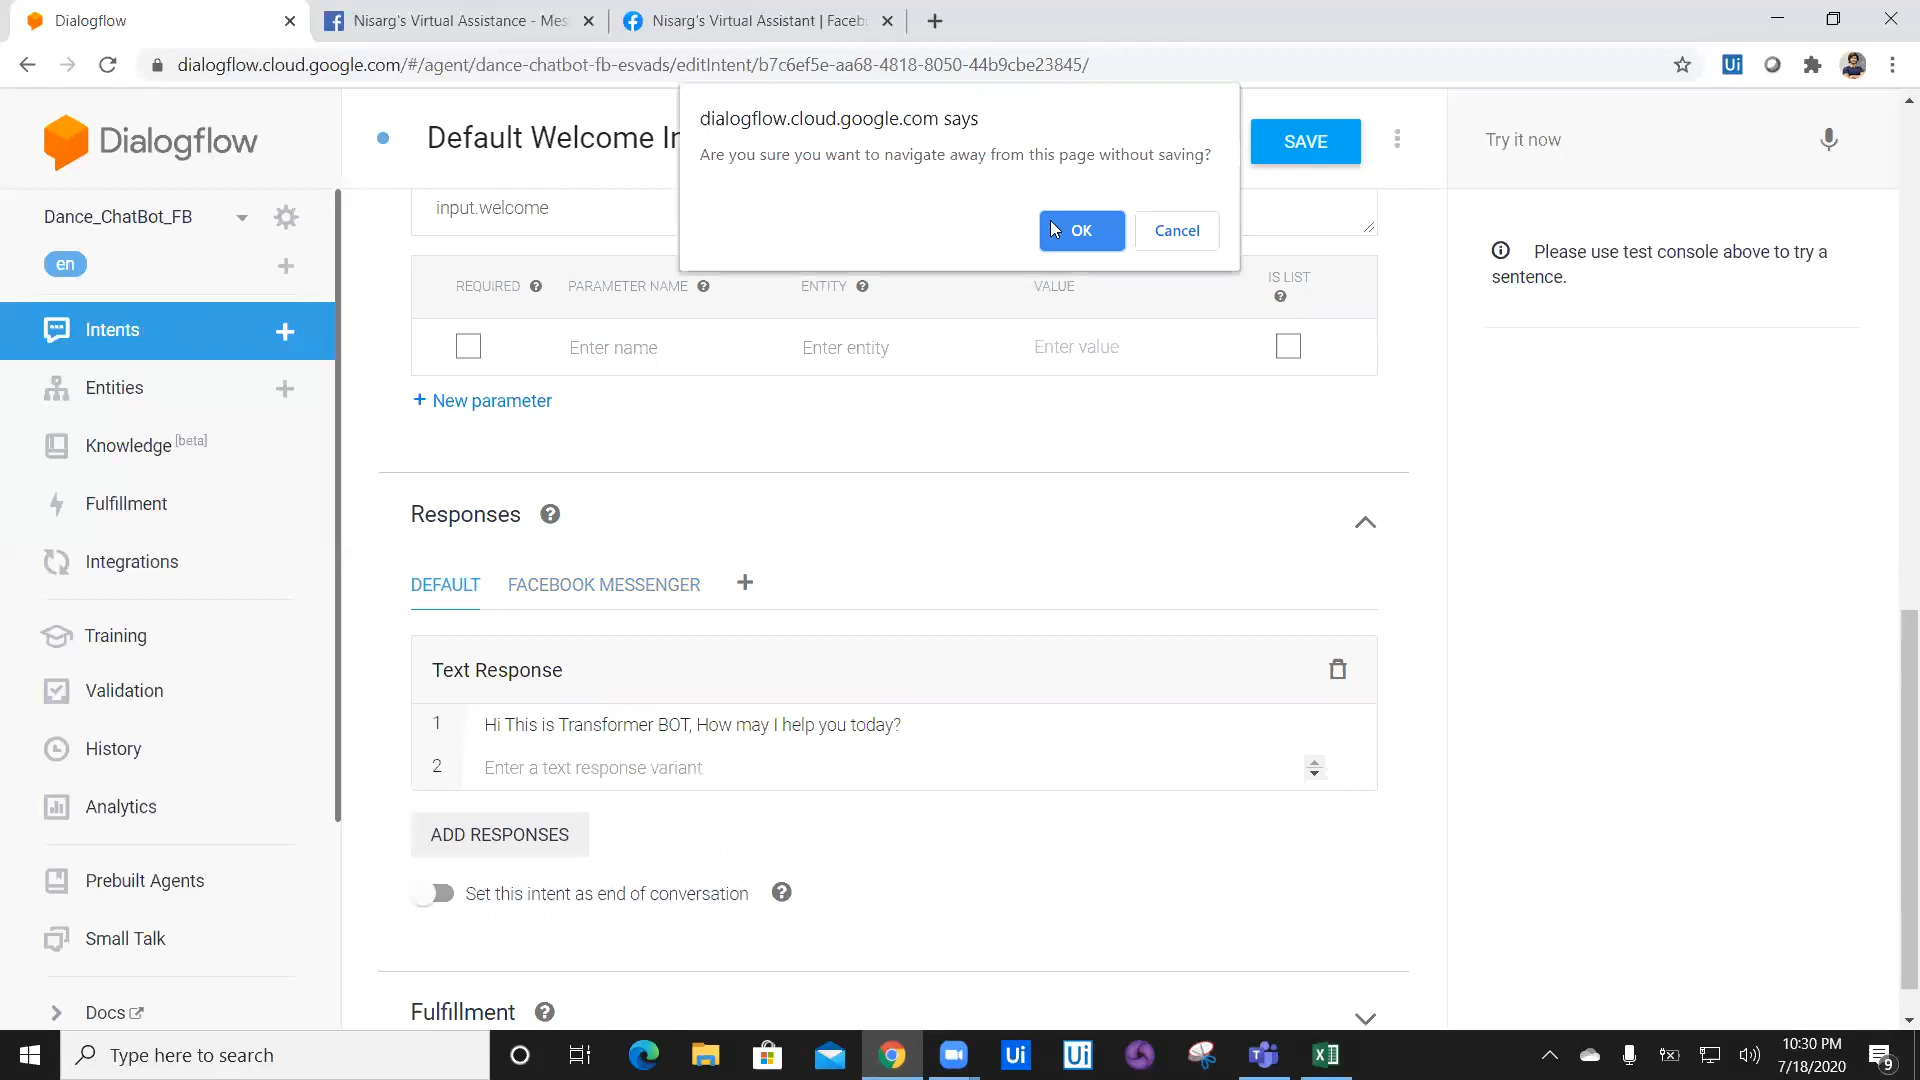 Dialogflow
Nisarg's Virtual Assistance - Mes
Nisarg's Virtual Assistant | Faceb
dialogflow.cloud.google.com/#/agent/dance-chatbot-fb-esvads/editIntent/b7c6ef5e-aa68-4818-8050-44b9cbe23845/
Ui
dialogflow.cloud.google.com says
Are you sure you want to navigate away from this page without saving?
OK
Cancel
Dialogflow
Default Welcome In
SAVE
Try it now
Dance_ChatBot_FB
en
Intents
Entities
Knowledge [beta]
Fulfillment
Integrations
Training
Validation
History
Analytics
Prebuilt Agents
Small Talk
Docs
input.welcome
REQUIRED
PARAMETER NAME
ENTITY
VALUE
IS LIST
Enter name
Enter entity
Enter value
+ New parameter
Responses
DEFAULT
FACEBOOK MESSENGER
Text Response
1 Hi This is Transformer BOT, How may I help you today?
2 Enter a text response variant
ADD RESPONSES
Set this intent as end of conversation
Fulfillment
Please use test console above to try a
sentence.
Type here to search
Ui
Ui
10:30 PM
7/18/2020
9